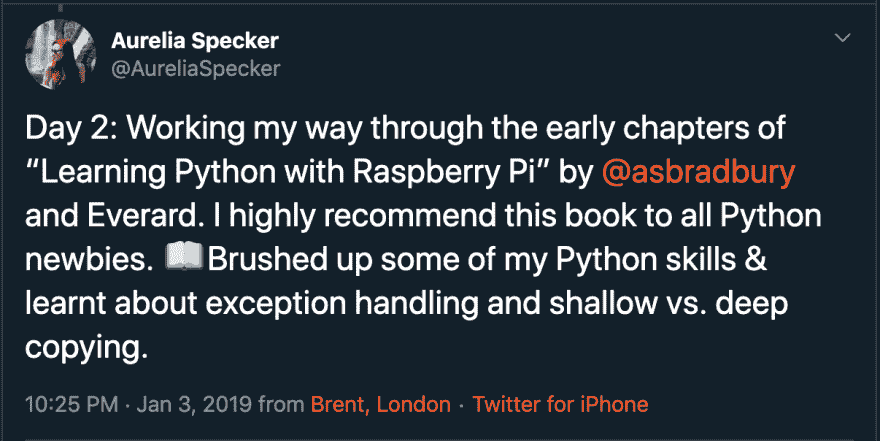 Aurelia Specker
@AureliaSpecker
Day 2: Working my way through the early chapters of
“Learning Python with Raspberry Pi” by @asbradbury
and Everard. I highly recommend this book to all Python
newbies. 📖Brushed up some of my Python skills &
learnt about exception handling and shallow vs. deep
copying.
10:25 PM · Jan 3, 2019 from Brent, London · Twitter for iPhone